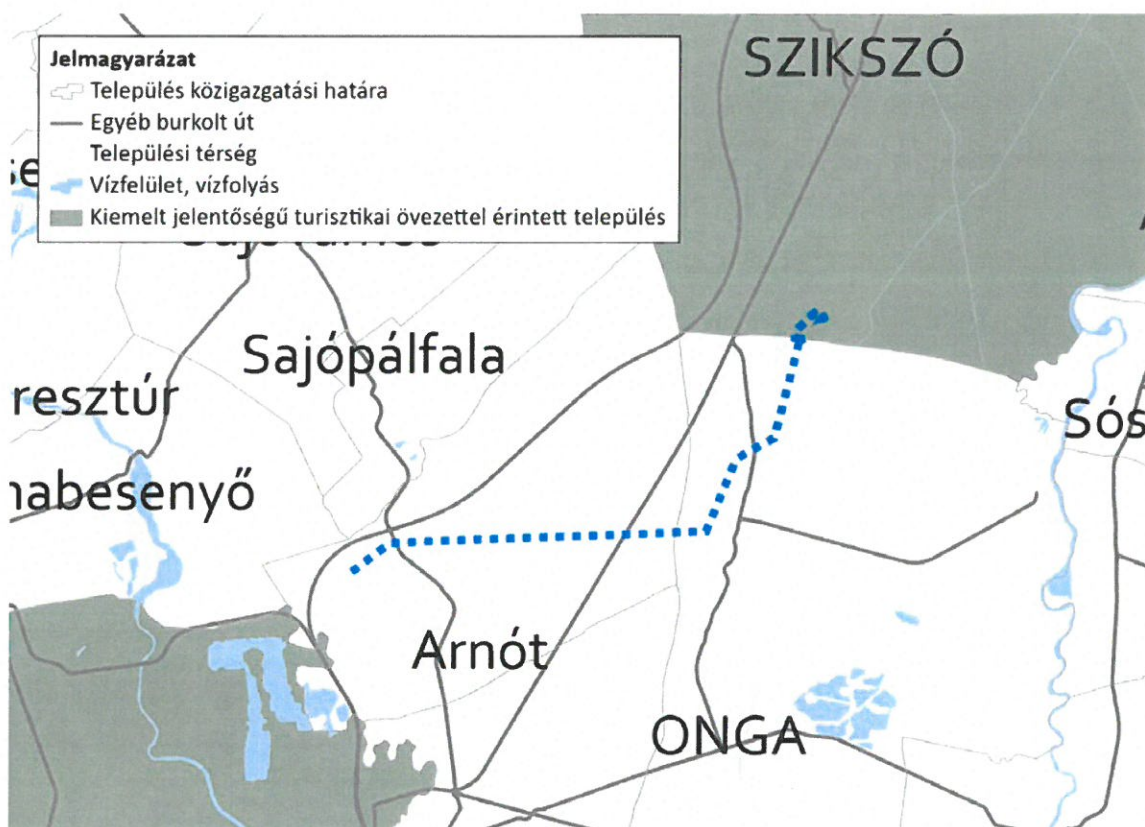 SZIKSZÓ
Jelmagyarázat
Település közigazgatási határa
Egyéb burkolt út
Települési térség
Vízfelület, vízfolyás
Kiemelt jelentőségű turisztikai övezettel érintett település
Sajópálfala
resztúr
Sós
nabesenyő
Arnót
ONGA